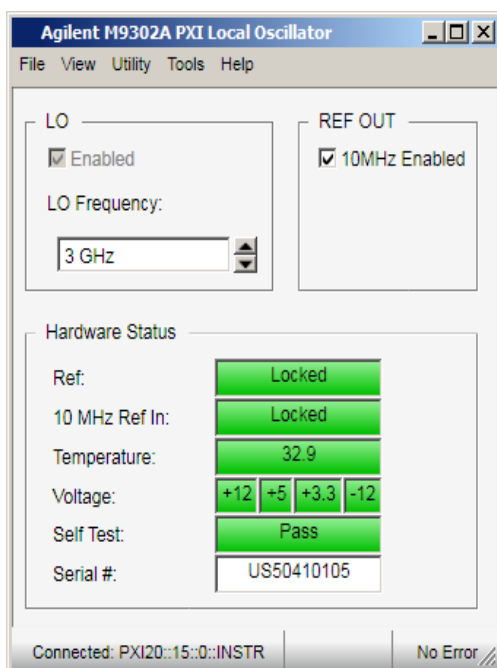 Agilent M9302A PXI Local Oscillator
File View Utility Tools Help
LO
Enabled
LO Frequency:
3 GHz
REF OUT
10MHz Enabled
Hardware Status
Ref: Locked
10 MHz Ref In: Locked
Temperature: 32.9
Voltage: +12 +5 +3.3 -12
Self Test: Pass
Serial #: US50410105
Connected: PXI20::15::0::INSTR No Error